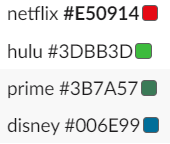 netflix #E50914
hulu #3DBB3D
prime #3B7A57
disney #006E99